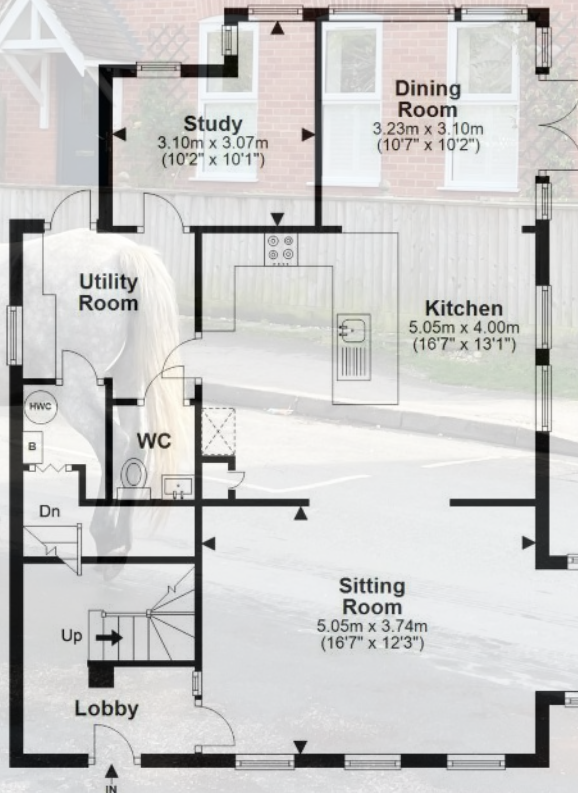 Study
3.10m x 3.07m
(10'2" x 10'1")
Dining
Room
3.23m x 3.10m
(10'7" x 10'2")
Utility
Room
Kitchen
5.05m x 4.00m
(16'7" x 13'1")
HWC
B
WC
Dn
Sitting
Room
5.05m x 3.74m
(16'7" x 12'3")
Up
Lobby
IN